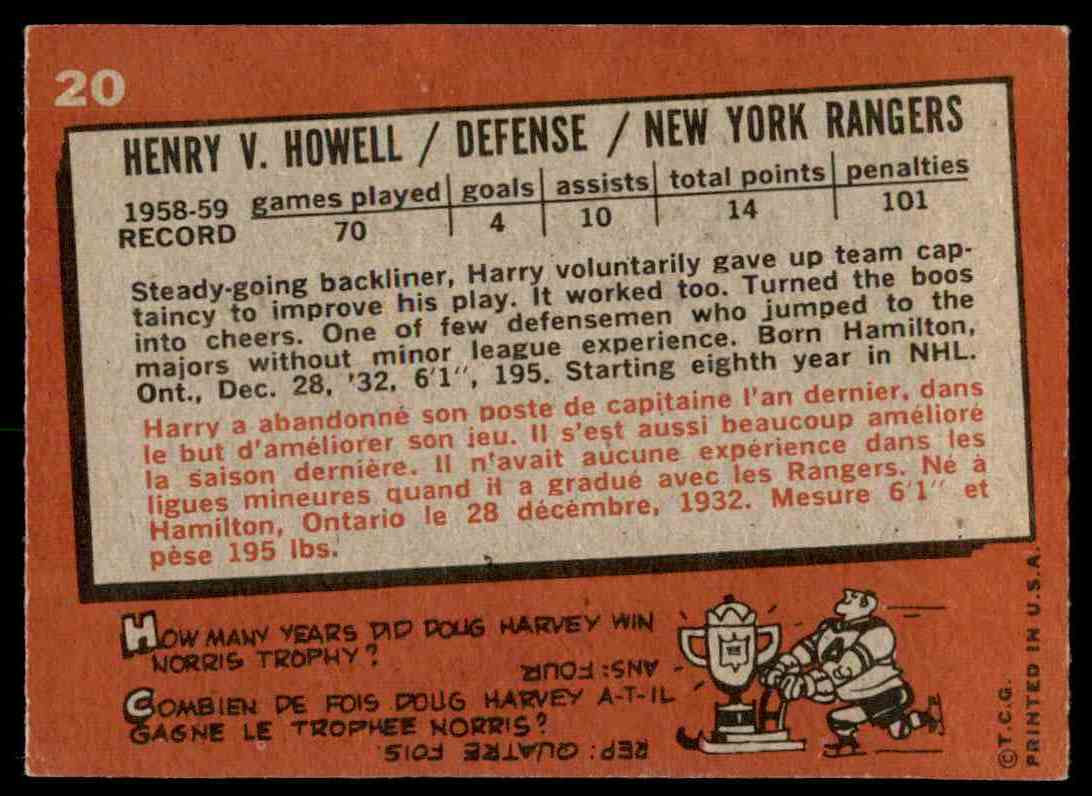 20
HENRY V. HOWELL / DEFENSE / NEW YORK RANGERS
games played goals assists total points penalties
1958-59 RECORD 70 4 10 14 101
Steady-going backliner, Harry voluntarily gave up team cap-
taincy to improve his play. It worked too. Turned the boos
into cheers. One of few defensemen who jumped to the
majors without minor league experience. Born Hamilton,
Ont., Dec. 28, '32, 6'1", 195. Starting eighth year in NHL.
Harry a abandonné son poste de capitaine l'an dernier, dans
le but d'améliorer son jeu. Il s'est aussi beaucoup amélioré
la saison dernière. Il n'avait aucune expérience dans les
ligues mineures quand il a gradué avec les Rangers. Né à
Hamilton, Ontario le 28 décémbre, 1932. Mesure 6'1" et
pèse 195 lbs.
HOW MANY YEARS DID DOUG HARVEY WIN
NORRIS TROPHY?
ANS: FOUR
COMBIEN DE FOIS DOUG HARVEY A-T-IL
GAGNE LE TROPHEE NORRIS?
REP: QUATRE FOIS.
4
C
©T.C.G.
PRINTED IN U.S.A.